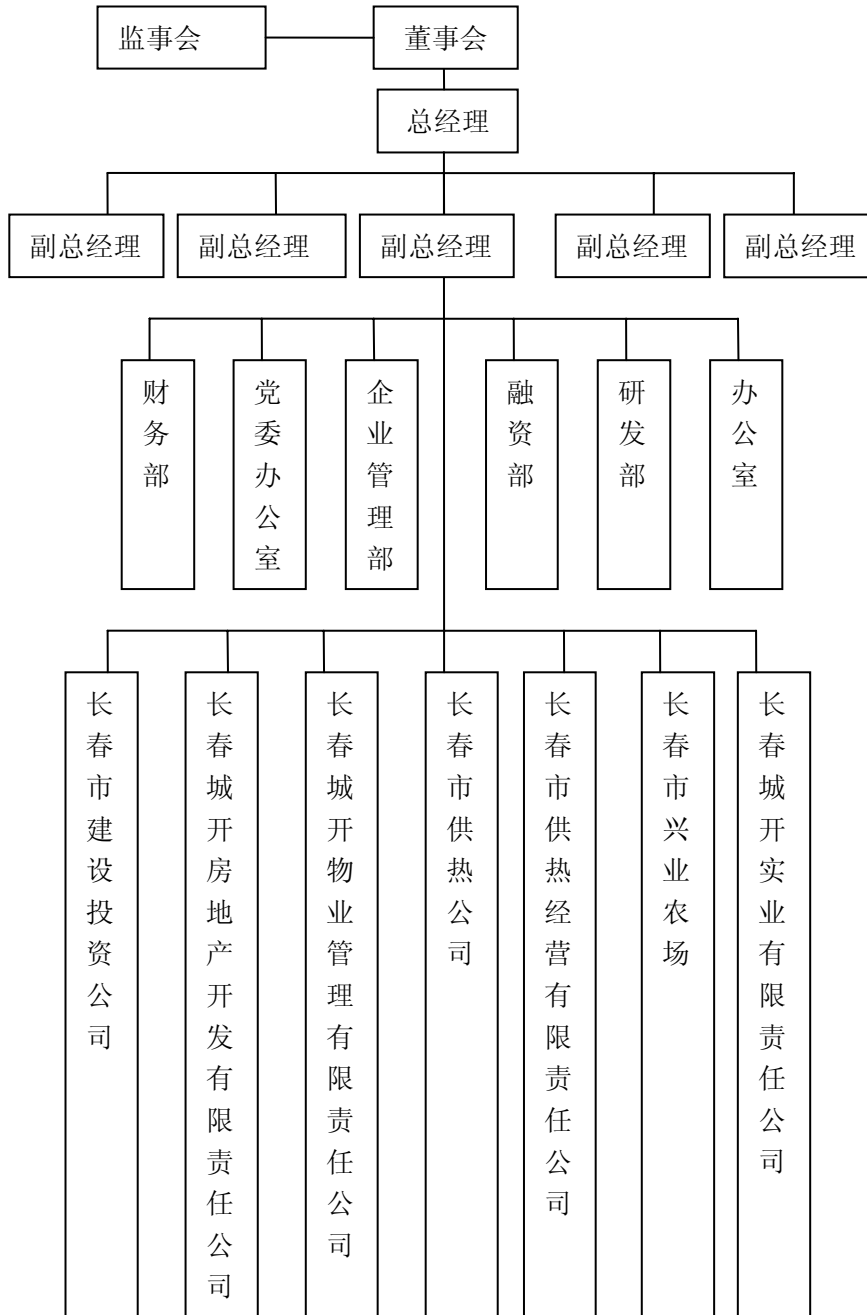 监事会
董事会
总经理
副总经理
副总经理
副总经理
副总经理
副总经理
财务部
党委办公室
企业管理部
融资部
研发部
办公室
长春市建设投资公司
长春城开房地产开发有限责任公司
长春城开物业管理有限责任公司
长春市供热公司
长春市供热经营有限责任公司
长春市兴业农场
长春城开实业有限责任公司